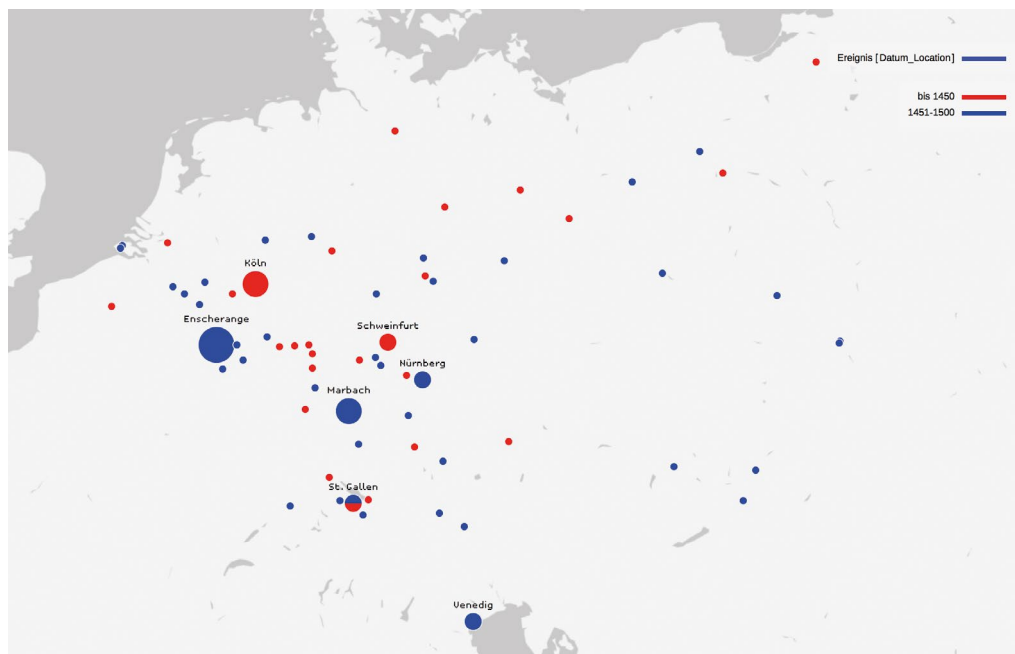 Ereignis [Datum_Location]
bis 1450
1451-1500
Köln
Enscherange
Schweinfurt
Nürnberg
Marbach
St. Gallen
Venedig